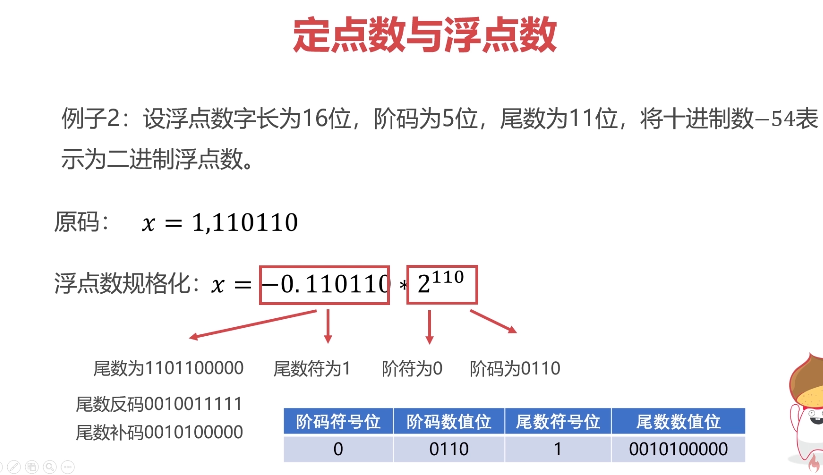 定点数与浮点数
例子2：设浮点数字长为16位，阶码为5位，尾数为11位，将十进制数−54表
示为二进制浮点数。
原码： x = 1,110110
浮点数规格化：x = −0.110110 * 2^110
尾数为1101100000 尾数符为1 阶符为0 阶码为0110
尾数反码0010011111
尾数补码0010100000
阶码符号位 阶码数值位 尾数符号位 尾数数值位
0 0110 1 0010100000